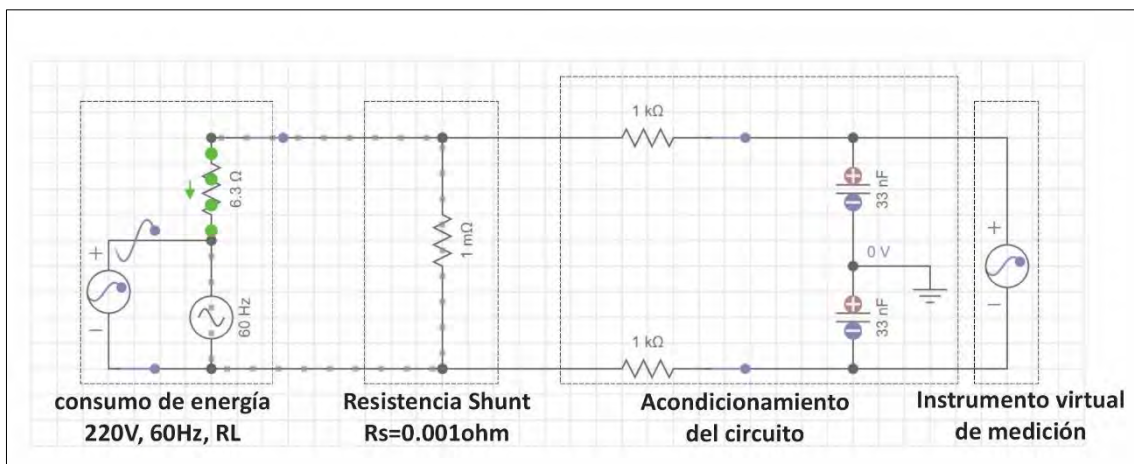 1 kΩ
6.3 Ω
1 mΩ
33 nF
+
0 V
+
60 Hz
33 nF
1 kΩ
consumo de energía
220V, 60Hz, RL
Resistencia Shunt
Rs=0.001ohm
Acondicionamiento
del circuito
Instrumento virtual
de medición